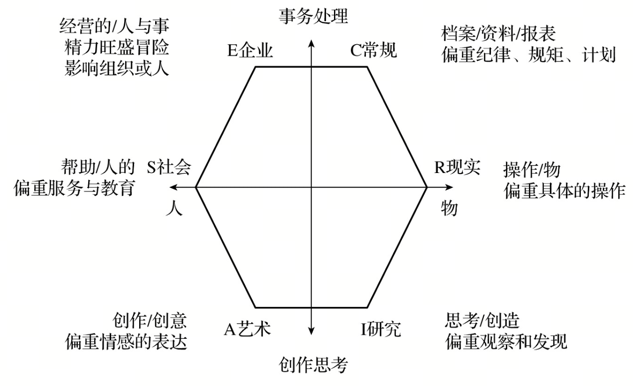 事务处理
经营的/人与事
精力旺盛冒险
影响组织或人
E企业
C常规
档案/资料/报表
偏重纪律、规矩、计划
帮助/人的
偏重服务与教育
S社会
人
R现实
物
操作/物
偏重具体的操作
创作/创意
偏重情感的表达
A艺术
I研究
思考/创造
偏重观察和发现
创作思考